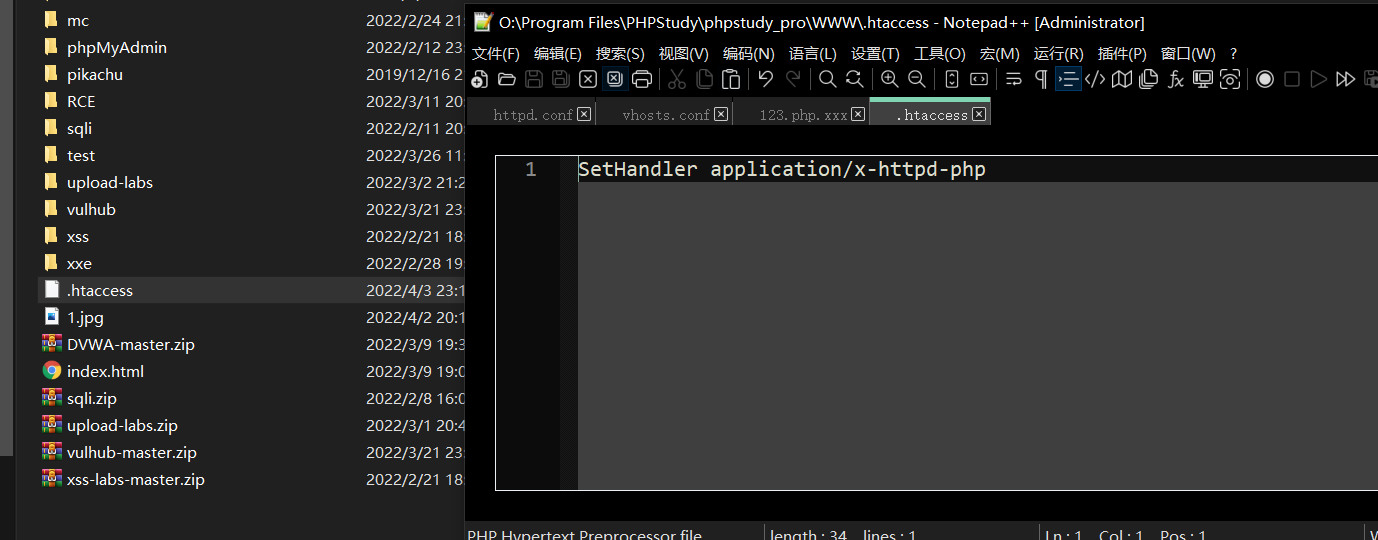 mc 2022/2/24 21:
phpMyAdmin 2022/2/12 23:
pikachu 2019/12/16 2
RCE 2022/3/11 20:
sqli 2022/2/11 20:
test 2022/3/26 11:
upload-labs 2022/3/2 21:2
vulhub 2022/3/21 23:
xss 2022/2/21 18:
xxe 2022/2/28 19:
.htaccess 2022/4/3 23:1
1.jpg 2022/4/2 20:1
DVWA-master.zip 2022/3/9 19:3
index.html 2022/3/9 19:0
sqli.zip 2022/2/8 16:0
upload-labs.zip 2022/3/1 20:4
vulhub-master.zip 2022/3/21 23:
xss-labs-master.zip 2022/2/21 18:
O:\Program Files\PHPStudy\phpstudy_pro\WWW\.htaccess - Notepad++ [Administrator]
文件(F) 编辑(E) 搜索(S) 视图(V) 编码(N) 语言(L) 设置(T) 工具(O) 宏(M) 运行(R) 插件(P) 窗口(W) ?
httpd.conf vhosts.conf 123.php.xxx .htaccess
1 SetHandler application/x-httpd-php
PHP Hypertext Preprocessor file length : 34 lines : 1 Ln : 1 Col : 1 Pos : 1